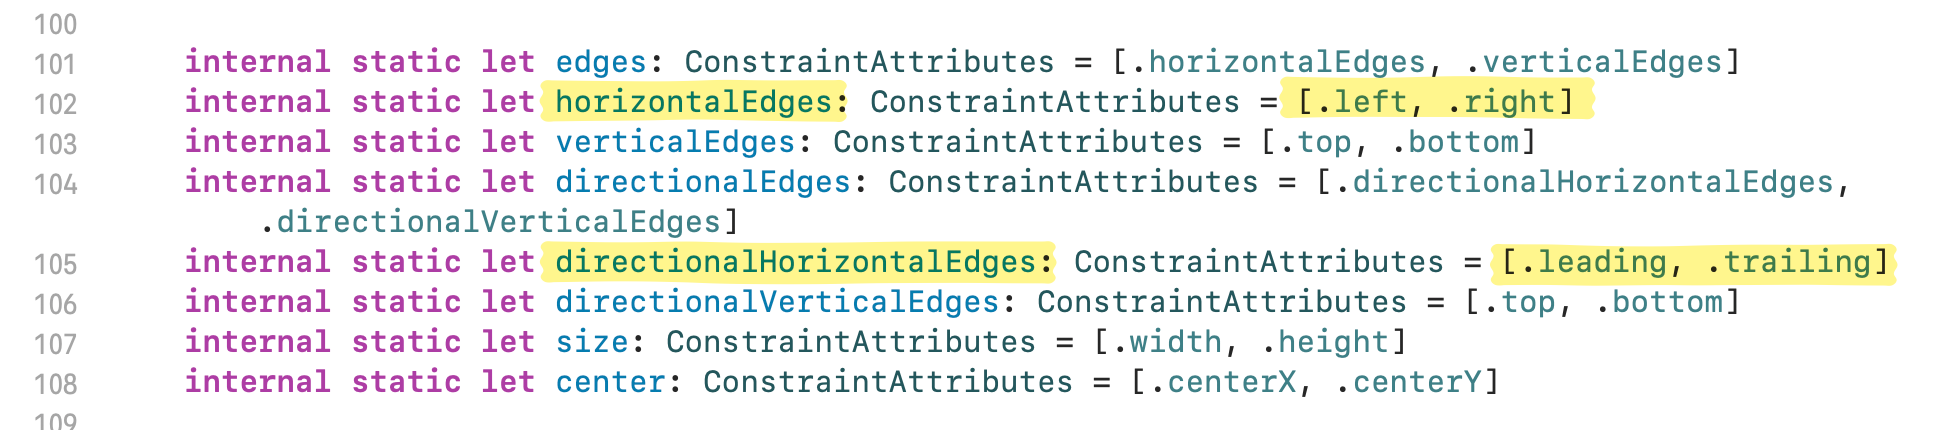 100
101 internal static let edges: ConstraintAttributes = [.horizontalEdges, .verticalEdges]
102 internal static let horizontalEdges: ConstraintAttributes = [.left, .right]
103 internal static let verticalEdges: ConstraintAttributes = [.top, .bottom]
104 internal static let directionalEdges: ConstraintAttributes = [.directionalHorizontalEdges,
.directionalVerticalEdges]
105 internal static let directionalHorizontalEdges: ConstraintAttributes = [.leading, .trailing]
106 internal static let directionalVerticalEdges: ConstraintAttributes = [.top, .bottom]
107 internal static let size: ConstraintAttributes = [.width, .height]
108 internal static let center: ConstraintAttributes = [.centerX, .centerY]
109